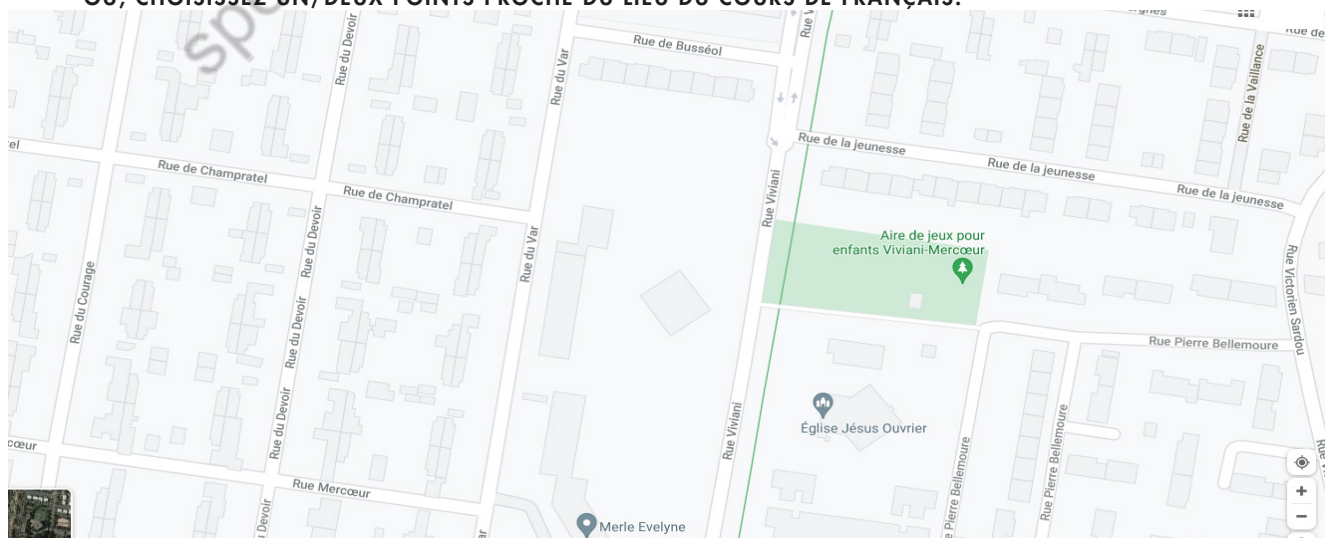 OU, CHOISISSEZ UN/DEUX POINTS PROCHE DU LIEU DU COURS DE FRANÇAIS.
Rue du Devoir
Rue du Var
Rue de Busséol
Rue de
Rue de la Vaillance
Rue de la jeunesse
Rue de la jeunesse
Rue de la jeunesse
Rue de Champratel
Rue de Champratel
Rue du Devoir
Rue Viviani
Aire de jeux pour
enfants Viviani-Mercœur
Rue du Var
Rue du Courage
Rue du Devoir
Rue Victorien Sardou
Rue Pierre Bellemoure
Rue du Devoir
Rue Viviani
Église Jésus Ouvrier
Rue Pierre Bellemoure
Pierre Bellemoure
cœur
Rue Mercœur
Devoir
Merle Evelyne
+
−